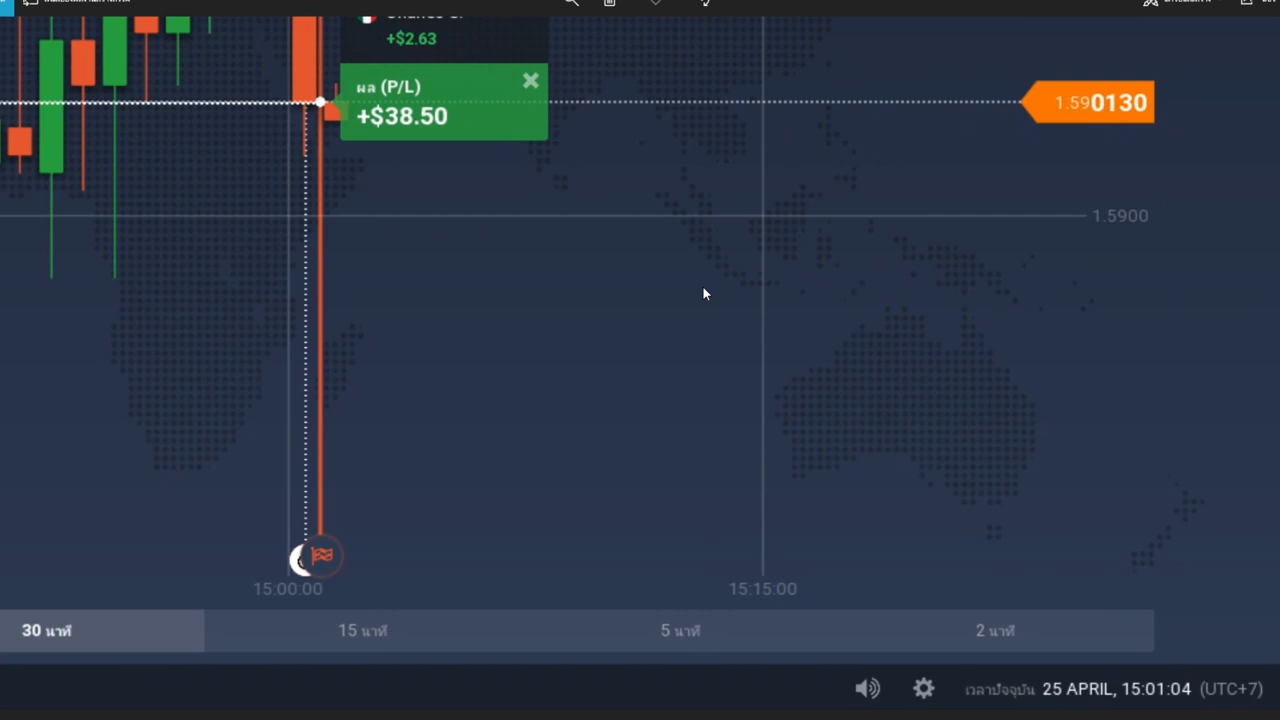 +$2.63
ผล (P/L)
+$38.50
1.590130
1.5900
15:00:00
15:15:00
30 นาที
15 นาที
5 นาที
2 นาที
เวลาปัจจุบัน 25 APRIL, 15:01:04 (UTC+7)